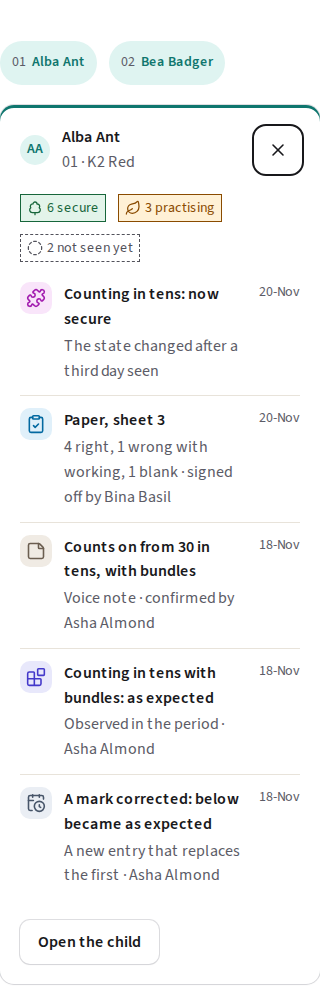 01 Alba Ant
02 Bea Badger
AA
Alba Ant
01 · K2 Red
6 secure
3 practising
2 not seen yet
Counting in tens: now
secure
20-Nov
The state changed after a
third day seen
Paper, sheet 3
20-Nov
4 right, 1 wrong with
working, 1 blank · signed
off by Bina Basil
Counts on from 30 in
tens, with bundles
18-Nov
Voice note · confirmed by
Asha Almond
Counting in tens with
bundles: as expected
18-Nov
Observed in the period ·
Asha Almond
A mark corrected: below
became as expected
18-Nov
A new entry that replaces
the first · Asha Almond
Open the child